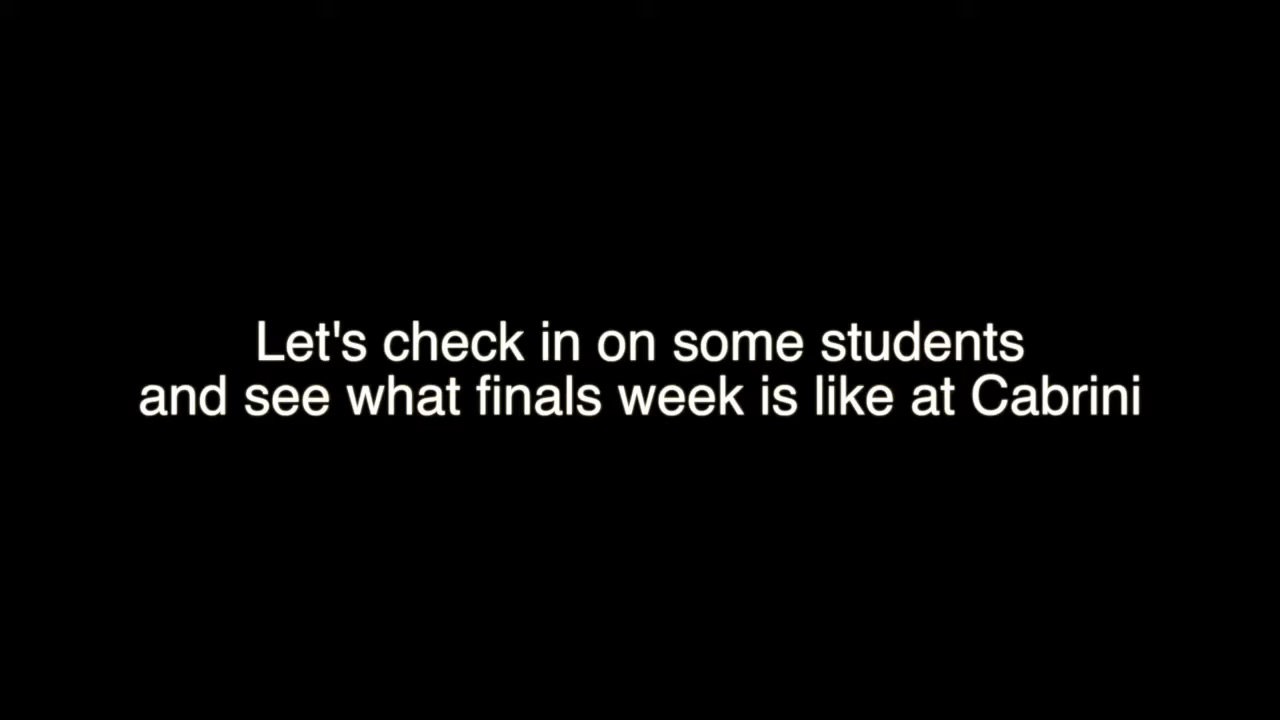 Let's check in on some students
and see what finals week is like at Cabrini